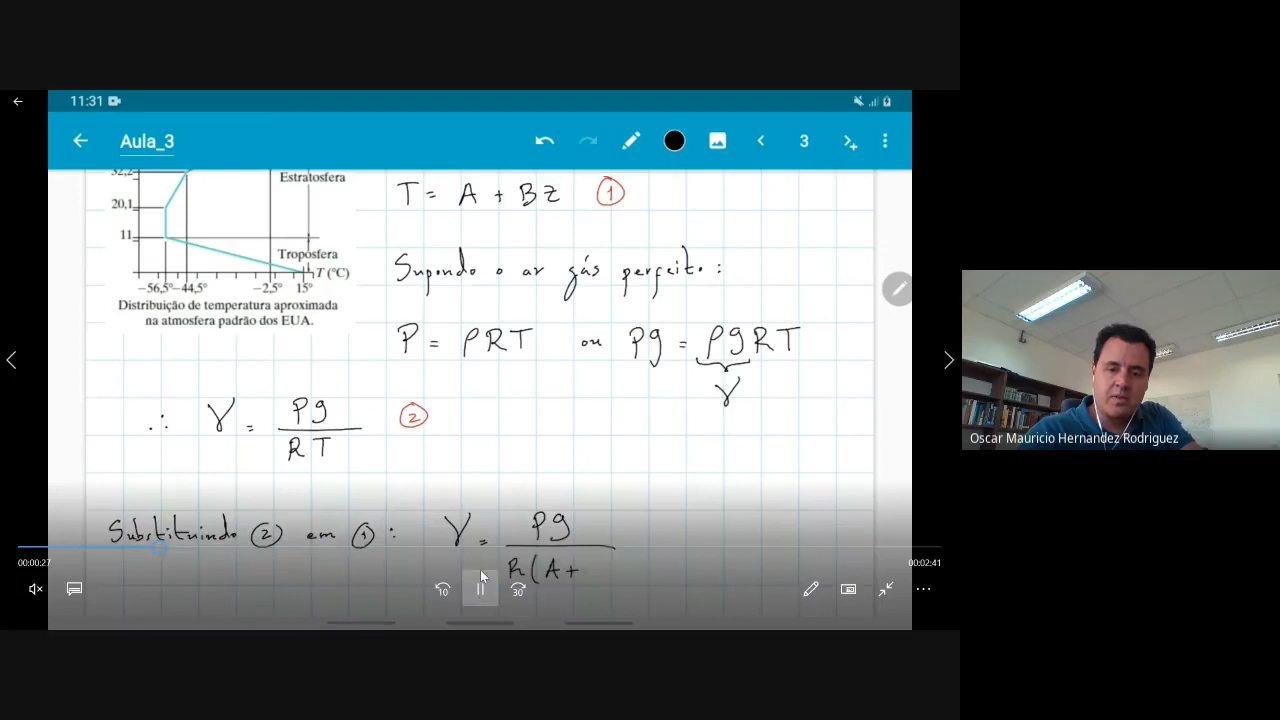 11:31
Aula_3
3
32,2
Estratosfera
20,1
11
Troposfera
T (°C)
−56,5° −44,5° −2,5° 15°
Distribuição de temperatura aproximada
na atmosfera padrão dos EUA.
T = A + Bz ①
Supondo o ar gás perfeito:
P = ρRT ou Pg = ρgRT
γ
∴ γ = Pg / RT ②
Substituindo ② em ①: γ = Pg / R(A+
00:00:27
00:02:41
10
30
Oscar Mauricio Hernandez Rodriguez